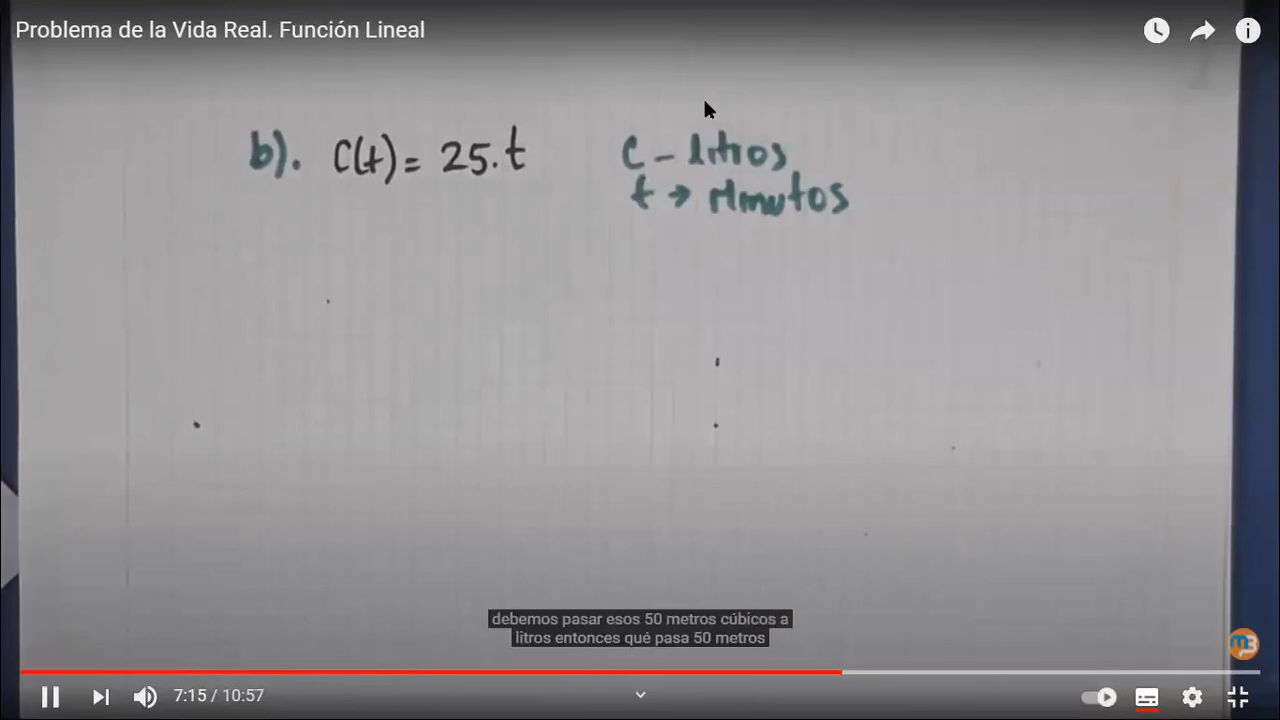 Problema de la Vida Real. Función Lineal
b). C(t) = 25.t
C - litros
t → Minutos
debemos pasar esos 50 metros cúbicos a
litros entonces qué pasa 50 metros
7:15 / 10:57